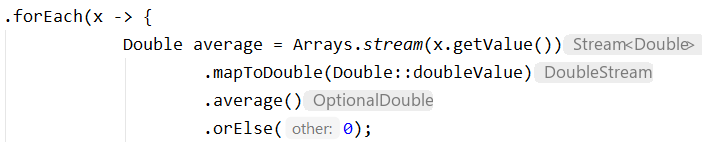 .forEach(x -> {
Double average = Arrays.stream(x.getValue()) Stream<Double>
.mapToDouble(Double::doubleValue) DoubleStream
.average() OptionalDouble
.orElse( other: 0);